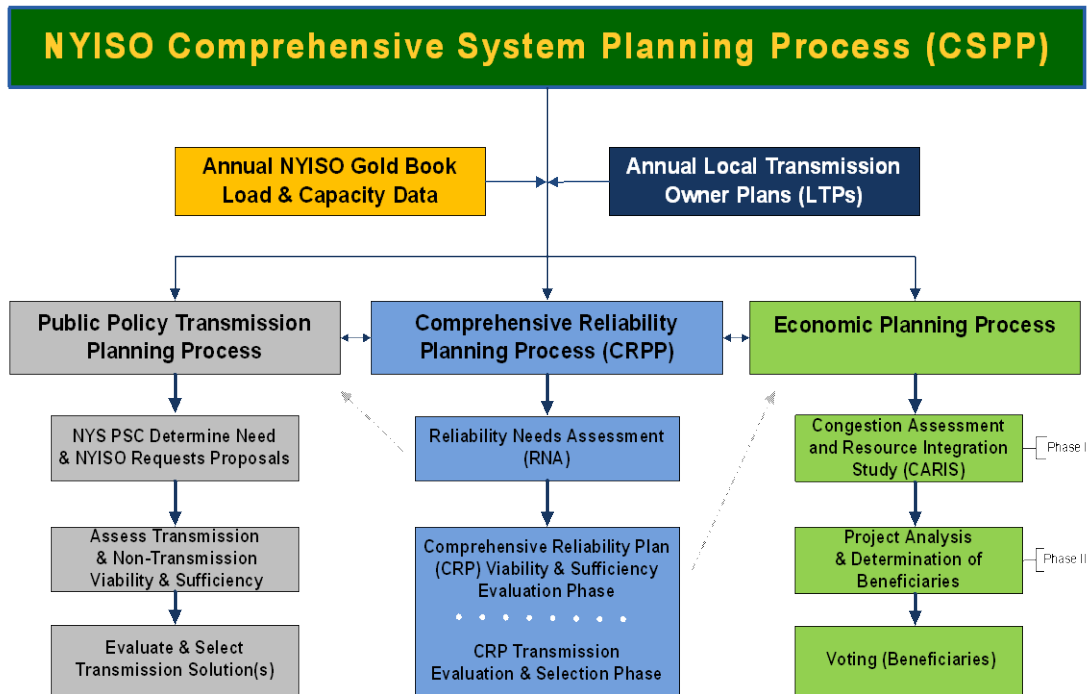 NYISO Comprehensive System Planning Process (CSPP)
Annual NYISO Gold Book
Load & Capacity Data
Annual Local Transmission
Owner Plans (LTPs)
Public Policy Transmission
Planning Process
Comprehensive Reliability
Planning Process (CRPP)
Economic Planning Process
NYS PSC Determine Need
& NYISO Requests Proposals
Reliability Needs Assessment
(RNA)
Congestion Assessment
and Resource Integration
Study (CARIS)
Phase I
Assess Transmission
& Non-Transmission
Viability & Sufficiency
Comprehensive Reliability Plan
(CRP) Viability & Sufficiency
Evaluation Phase
Project Analysis
& Determination of
Beneficiaries
Phase II
Evaluate & Select
Transmission Solution(s)
CRP Transmission
Evaluation & Selection Phase
Voting (Beneficiaries)